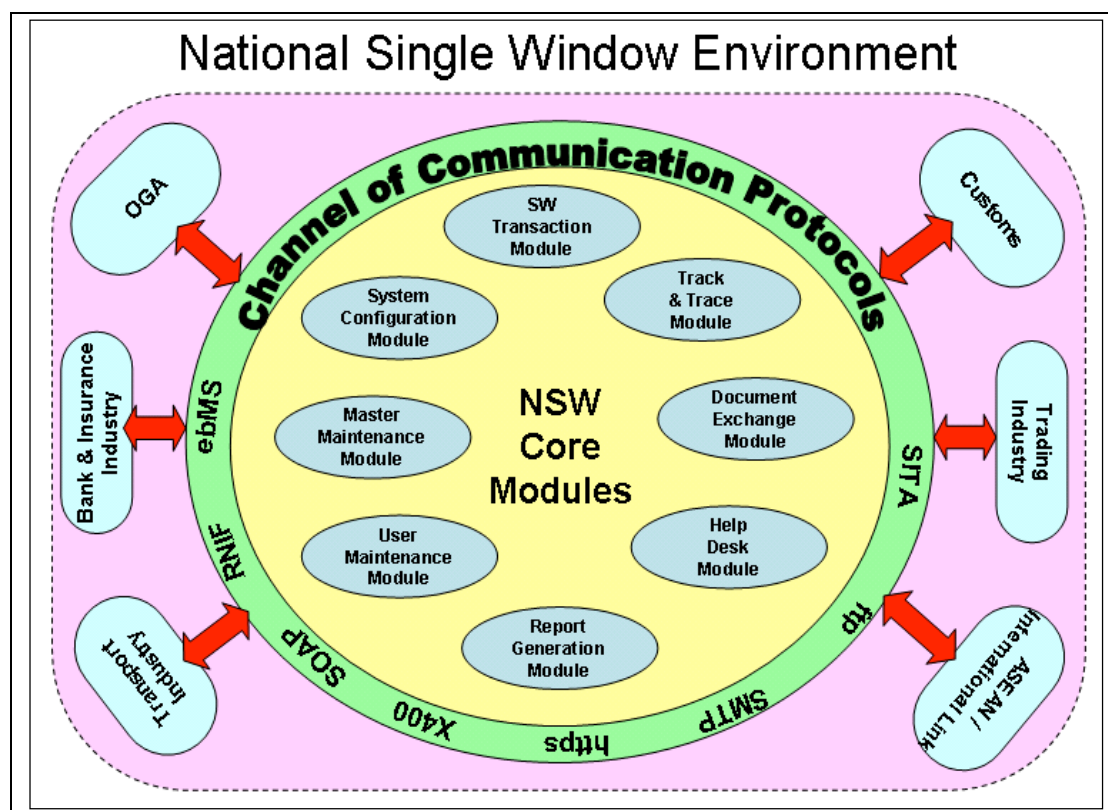 National Single Window Environment
Channel of Communication Protocols
OGA
Customs
SW
Transaction
Module
System
Configuration
Module
Track
& Trace
Module
Bank & Insurance
Industry
Master
Maintenance
Module
NSW
Core
Modules
Document
Exchange
Module
Trading
Industry
User
Maintenance
Module
Help
Desk
Module
Report
Generation
Module
Transport
Industry
ASEAN /
International Link
ebMS
RNIF
SOAP
X400
https
SMTP
ftp
SITA